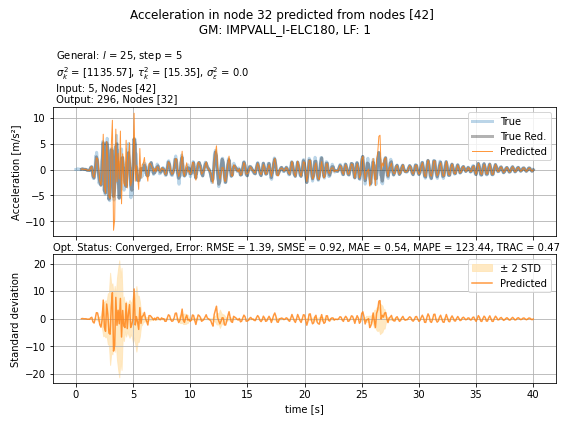 Acceleration in node 32 predicted from nodes [42]
GM: IMPVALL_I-ELC180, LF: 1
General: l = 25, step = 5
σ²ₖ = [1135.57], τ²ₖ = [15.35], σ²ε = 0.0
Input: 5, Nodes [42]
Output: 296, Nodes [32]
Acceleration [m/s²]
10
5
0
−5
−10
True
True Red.
Predicted
Opt. Status: Converged, Error: RMSE = 1.39, SMSE = 0.92, MAE = 0.54, MAPE = 123.44, TRAC = 0.47
Standard deviation
20
10
0
−10
−20
± 2 STD
Predicted
0 5 10 15 20 25 30 35 40
time [s]